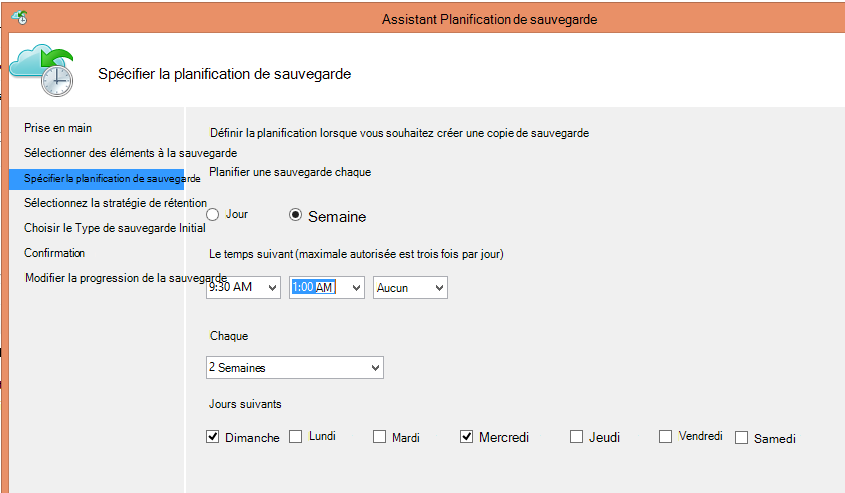 Assistant Planification de sauvegarde
Spécifier la planification de sauvegarde
Prise en main
Sélectionner des éléments à la sauvegarde
Spécifier la planification de sauvegarde
Sélectionnez la stratégie de rétention
Choisir le Type de sauvegarde Initial
Confirmation
Modifier la progression de la sauvegarde
Définir la planification lorsque vous souhaitez créer une copie de sauvegarde
Planifier une sauvegarde chaque
Jour Semaine
Le temps suivant (maximale autorisée est trois fois par jour)
9:30 AM 1:00 AM Aucun
Chaque
2 Semaines
Jours suivants
Dimanche Lundi Mardi Mercredi Jeudi Vendredi Samedi